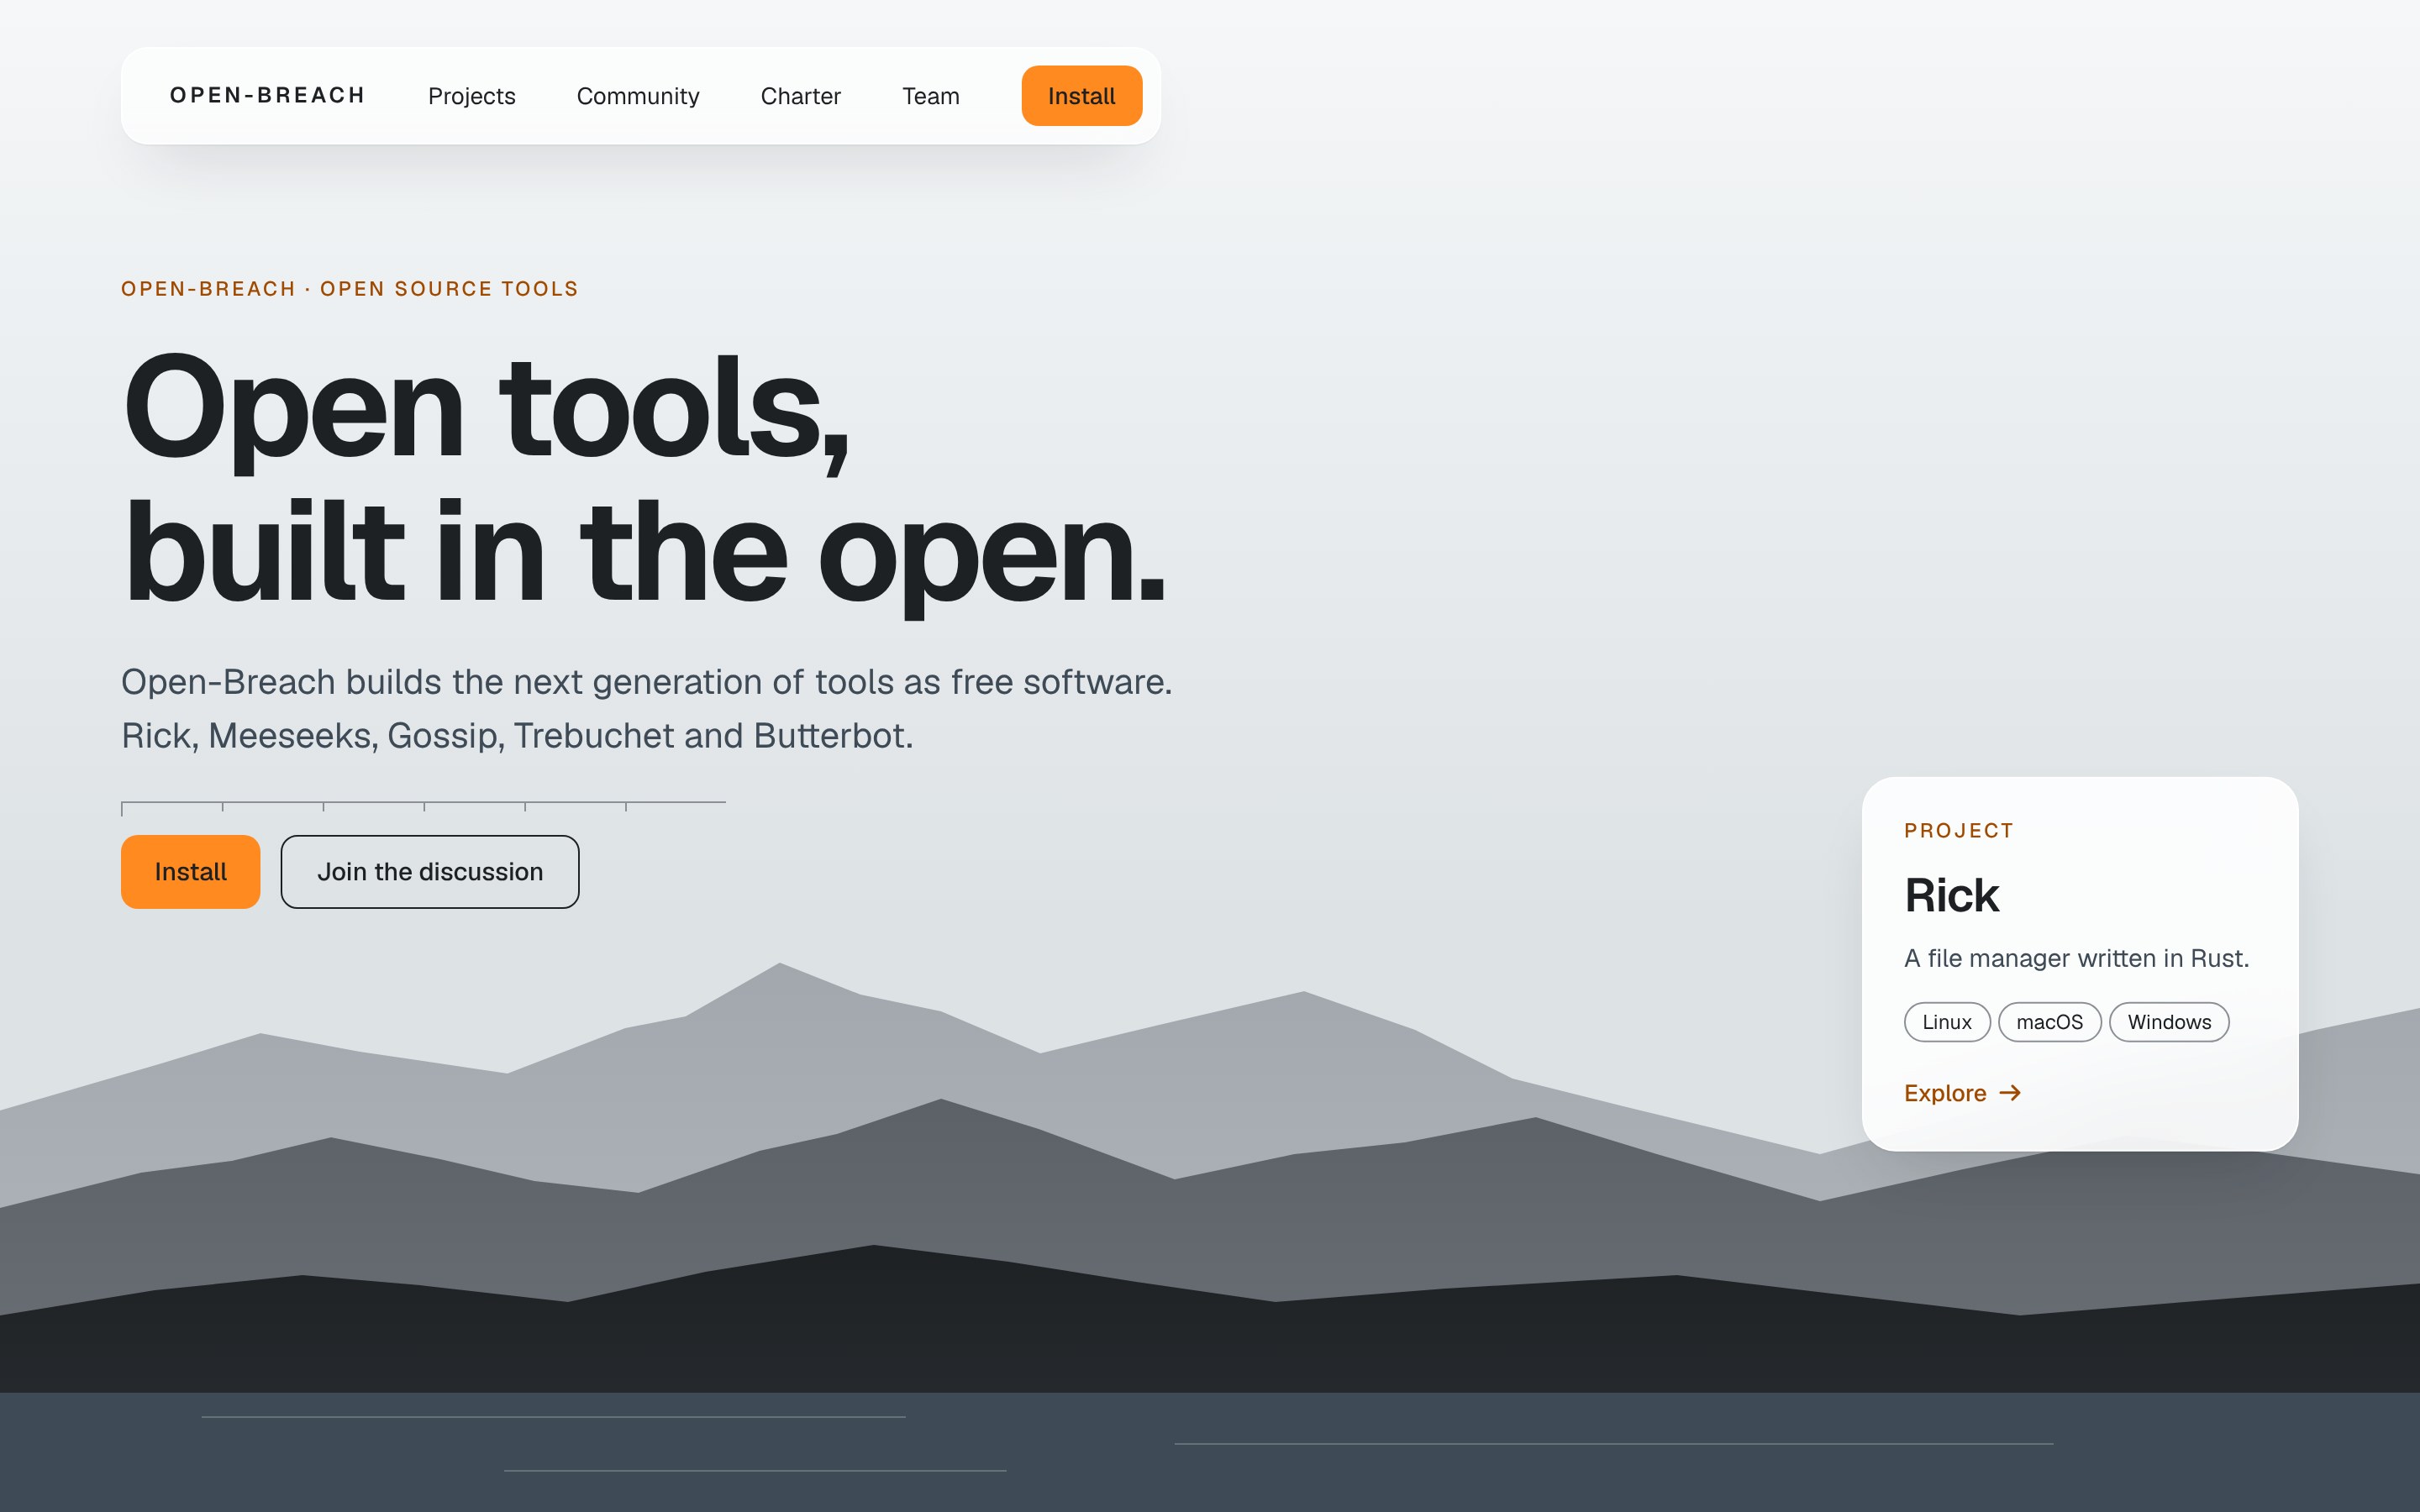 OPEN-BREACH Projects Community Charter Team Install
OPEN-BREACH · OPEN SOURCE TOOLS
Open tools,
built in the open.
Open-Breach builds the next generation of tools as free software.
Rick, Meeseeks, Gossip, Trebuchet and Butterbot.
Install Join the discussion
PROJECT
Rick
A file manager written in Rust.
Linux macOS Windows
Explore →